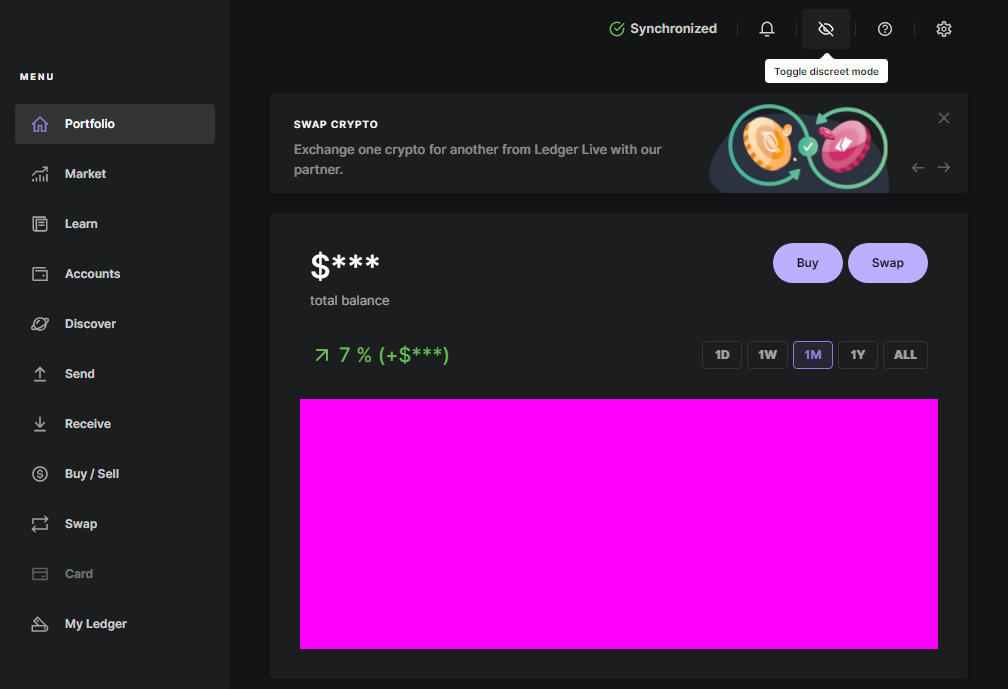 Synchronized
Toggle discreet mode
MENU
Portfolio
Market
Learn
Accounts
Discover
Send
Receive
Buy / Sell
Swap
Card
My Ledger
SWAP CRYPTO
Exchange one crypto for another from Ledger Live with our
partner.
$***
total balance
Buy
Swap
7 % (+$***)
1D
1W
1M
1Y
ALL